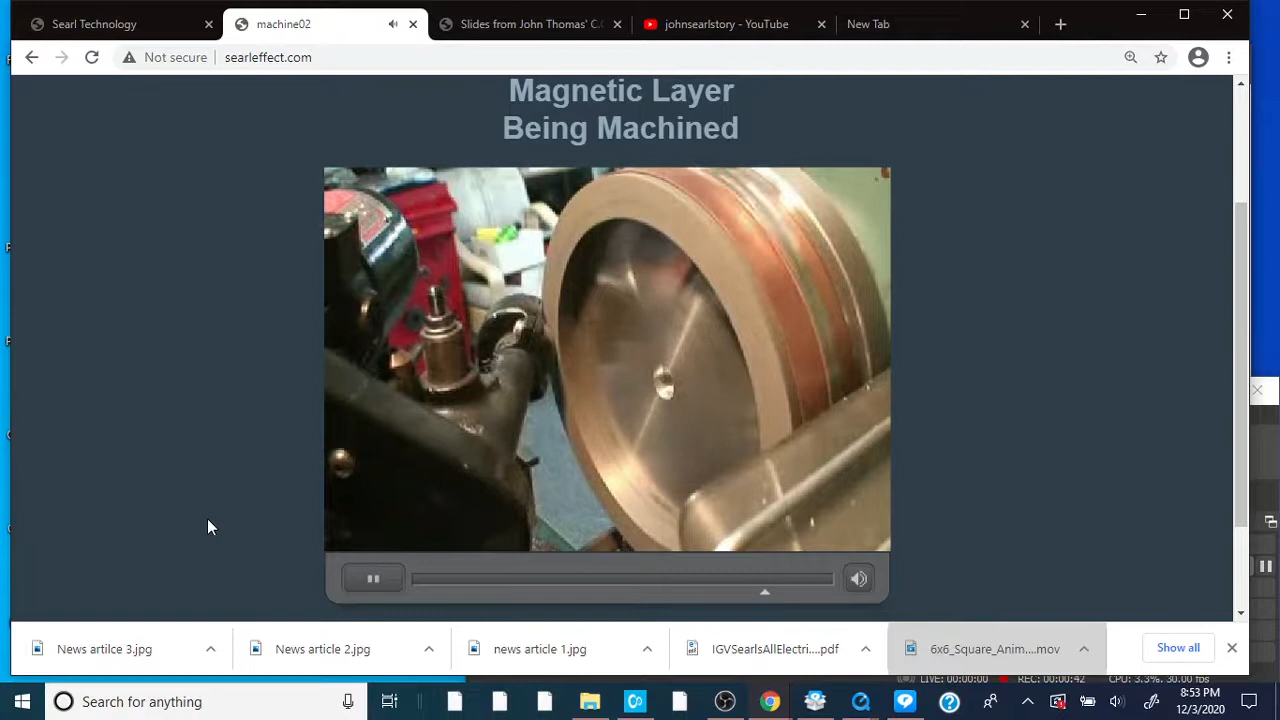 Searl Technology
machine02
Slides from John Thomas' C.
johnsearlstory - YouTube
New Tab
Not secure
searleffect.com
Magnetic Layer
Being Machined
News artilce 3.jpg
News article 2.jpg
news article 1.jpg
IGVSearlsAllElectri....pdf
6x6_Square_Anim....mov
Show all
LIVE: 00:00:00
REC: 00:00:42
CPU: 3.3%, 30.00 fps
Search for anything
8:53 PM
12/3/2020